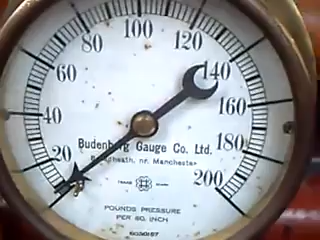 100
80 120
60 140
40 160
20 180
200
Budenberg Gauge Co. Ltd.
nr. Manchester
TRADE
POUNDS PRESSURE
PER SQ. INCH